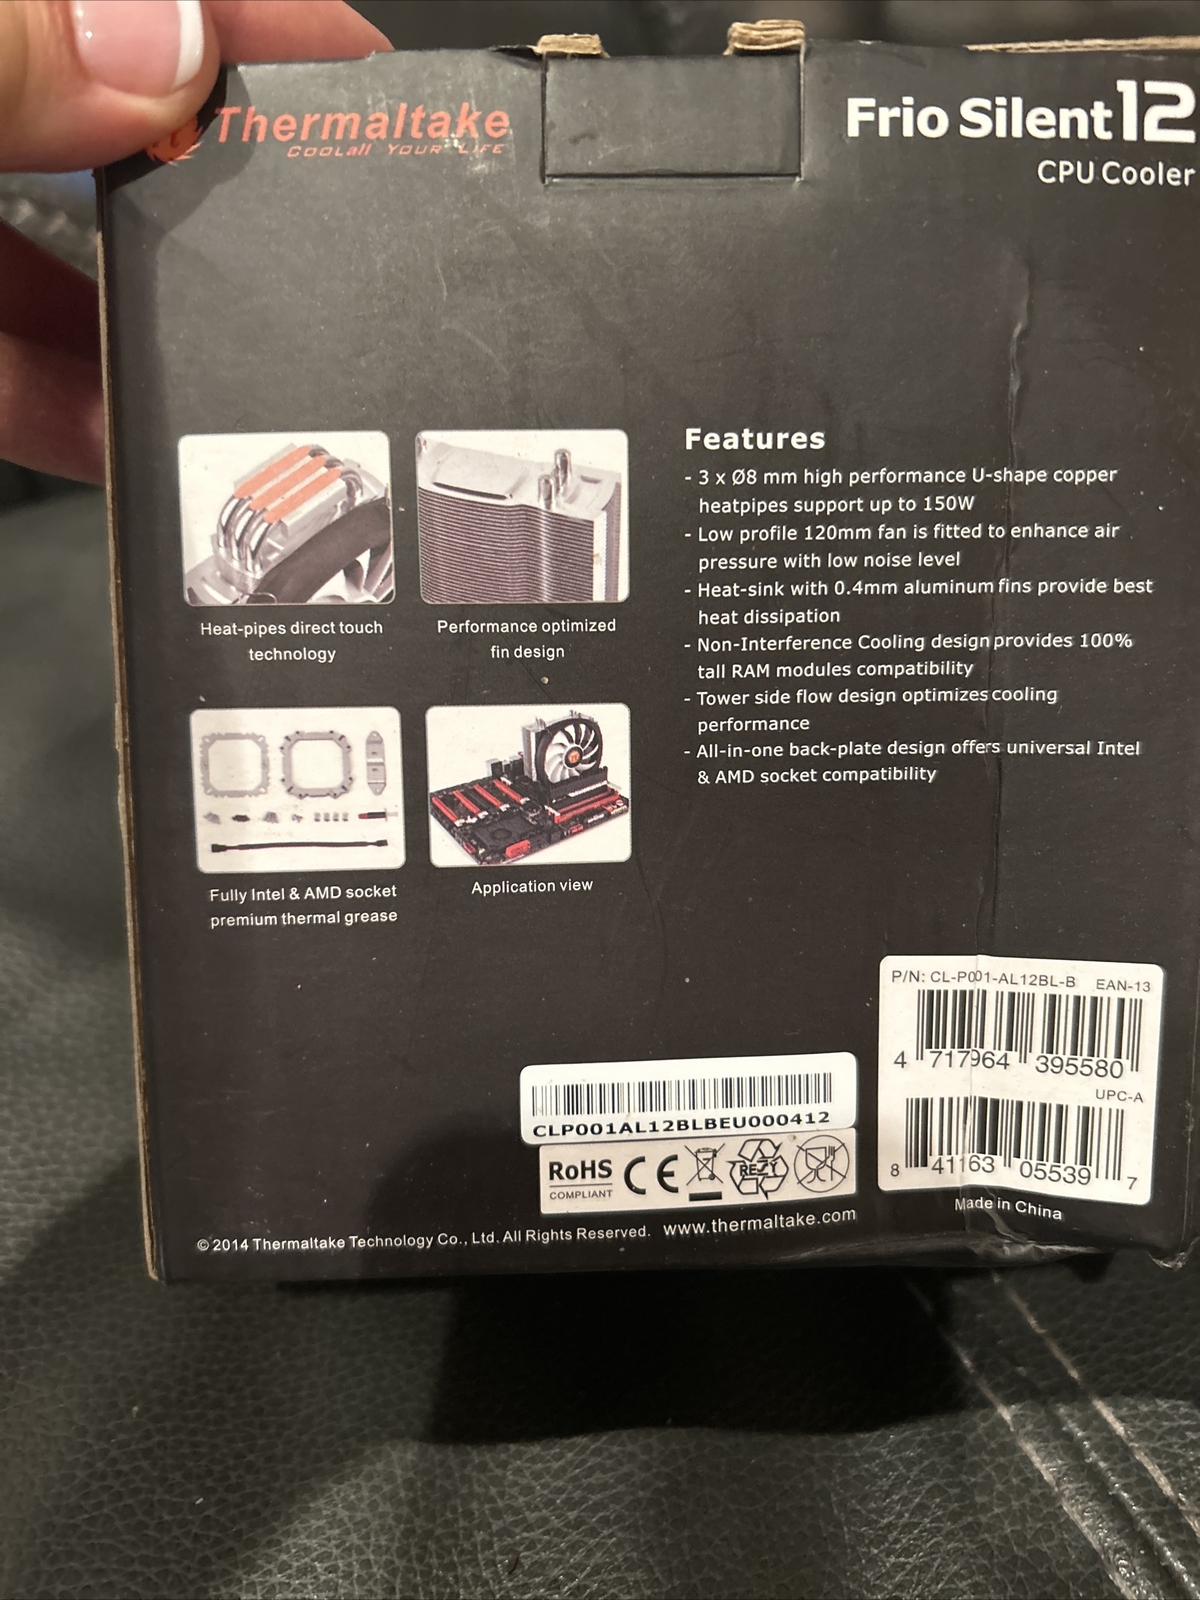 Thermaltake
COOLall YOUR LIFE
Frio Silent 12
CPU Cooler
Heat-pipes direct touch
technology
Performance optimized
fin design
Fully Intel & AMD socket
premium thermal grease
Application view
Features
- 3 x Ø8 mm high performance U-shape copper
heatpipes support up to 150W
- Low profile 120mm fan is fitted to enhance air
pressure with low noise level
- Heat-sink with 0.4mm aluminum fins provide best
heat dissipation
- Non-Interference Cooling design provides 100%
tall RAM modules compatibility
- Tower side flow design optimizes cooling
performance
- All-in-one back-plate design offers universal Intel
& AMD socket compatibility
P/N: CL-P001-AL12BL-B EAN-13
4 717964 395580
UPC-A
8 41163 05539 7
Made in China
CLP001AL12BLBEU000412
RoHS
COMPLIANT
CE
RESY
© 2014 Thermaltake Technology Co., Ltd. All Rights Reserved. www.thermaltake.com